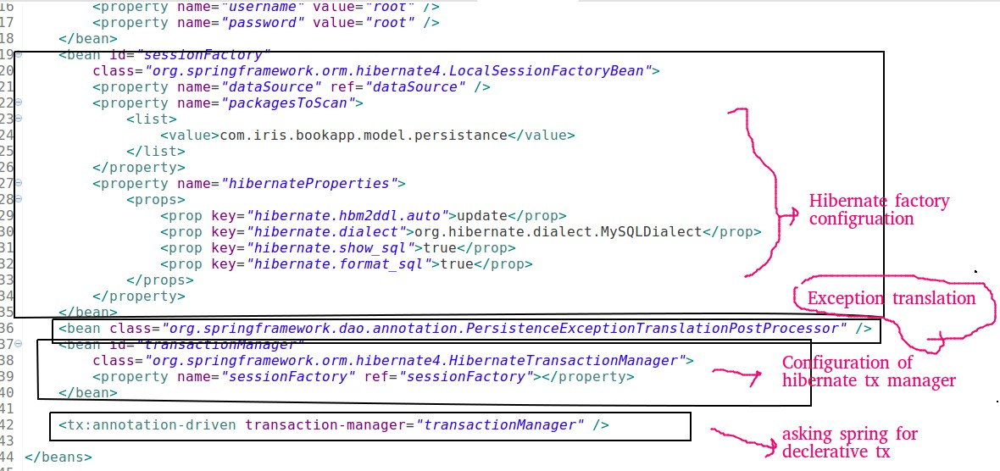 16 <property name="username" value="root" />
17 <property name="password" value="root" />
18 </bean>
19 <bean id="sessionFactory"
20 class="org.springframework.orm.hibernate4.LocalSessionFactoryBean">
21 <property name="dataSource" ref="dataSource" />
22 <property name="packagesToScan">
23 <list>
24 <value>com.iris.bookapp.model.persistance</value>
25 </list>
26 </property>
27 <property name="hibernateProperties">
28 <props>
29 <prop key="hibernate.hbm2ddl.auto">update</prop>
30 <prop key="hibernate.dialect">org.hibernate.dialect.MySQLDialect</prop>
31 <prop key="hibernate.show_sql">true</prop>
32 <prop key="hibernate.format_sql">true</prop>
33 </props>
34 </property>
35 </bean>
36 <bean class="org.springframework.dao.annotation.PersistenceExceptionTranslationPostProcessor" />
37 <bean id="transactionManager"
38 class="org.springframework.orm.hibernate4.HibernateTransactionManager">
39 <property name="sessionFactory" ref="sessionFactory"></property>
40 </bean>
41
42 <tx:annotation-driven transaction-manager="transactionManager" />
43
44 </beans>
45
Hibernate factory
configruation
Exception translation
Configuration of
hibernate tx manager
asking spring for
declerative tx